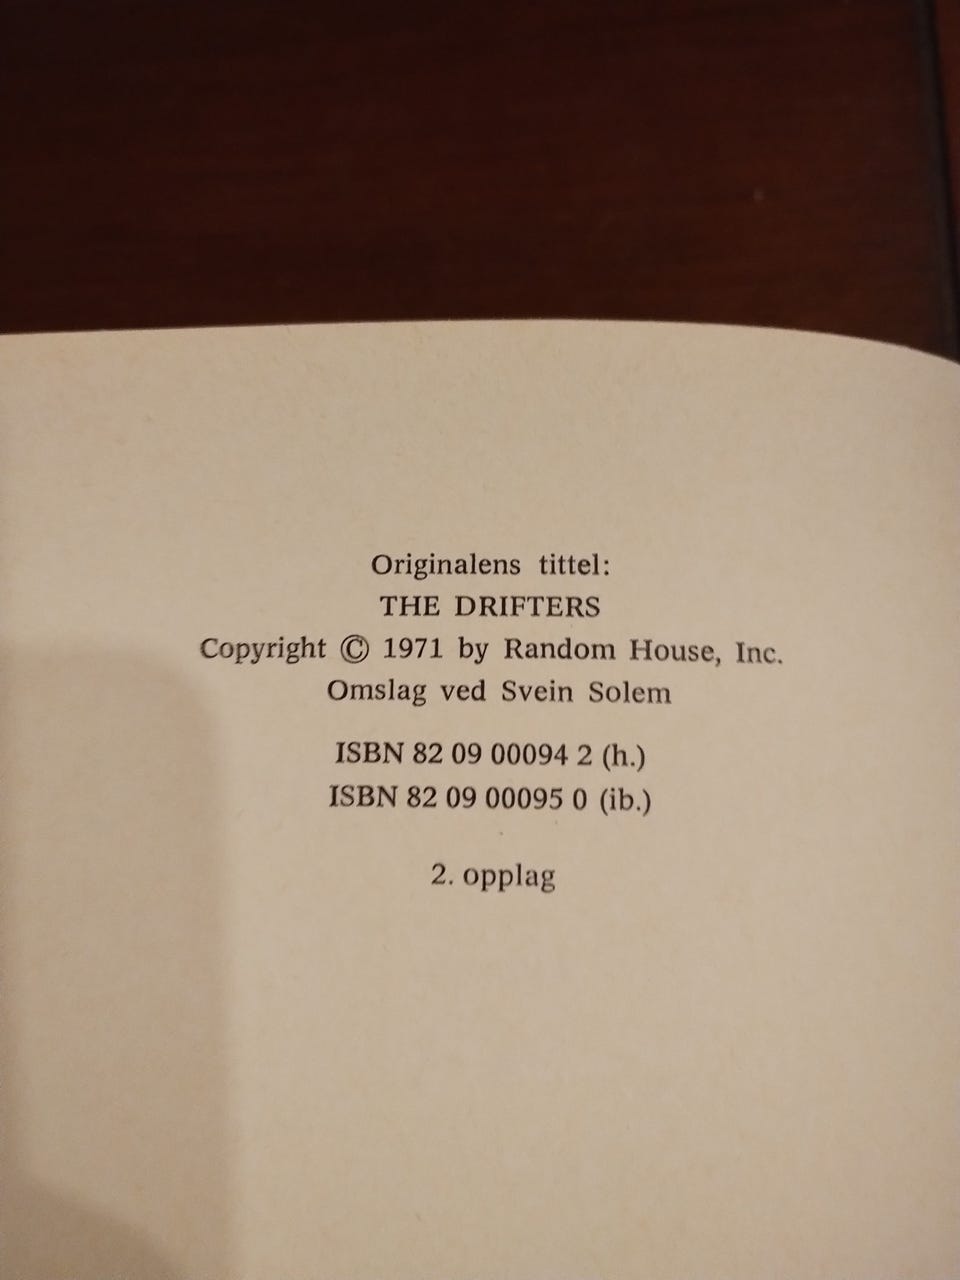 Originalens tittel:
THE DRIFTERS
Copyright © 1971 by Random House, Inc.
Omslag ved Svein Solem
ISBN 82 09 00094 2 (h.)
ISBN 82 09 00095 0 (ib.)
2. opplag